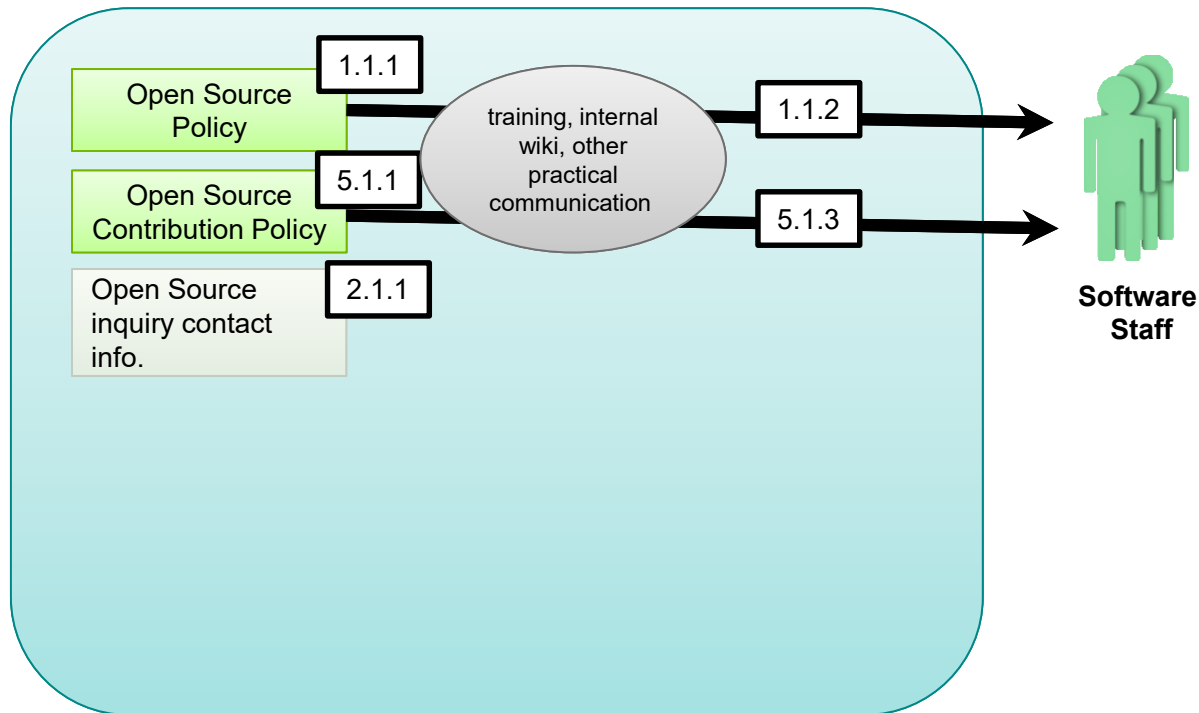 1.1.1
Open Source
Policy
training, internal
wiki, other
practical
communication
1.1.2
5.1.1
Open Source
Contribution Policy
5.1.3
2.1.1
Open Source
inquiry contact
info.
Software
Staff